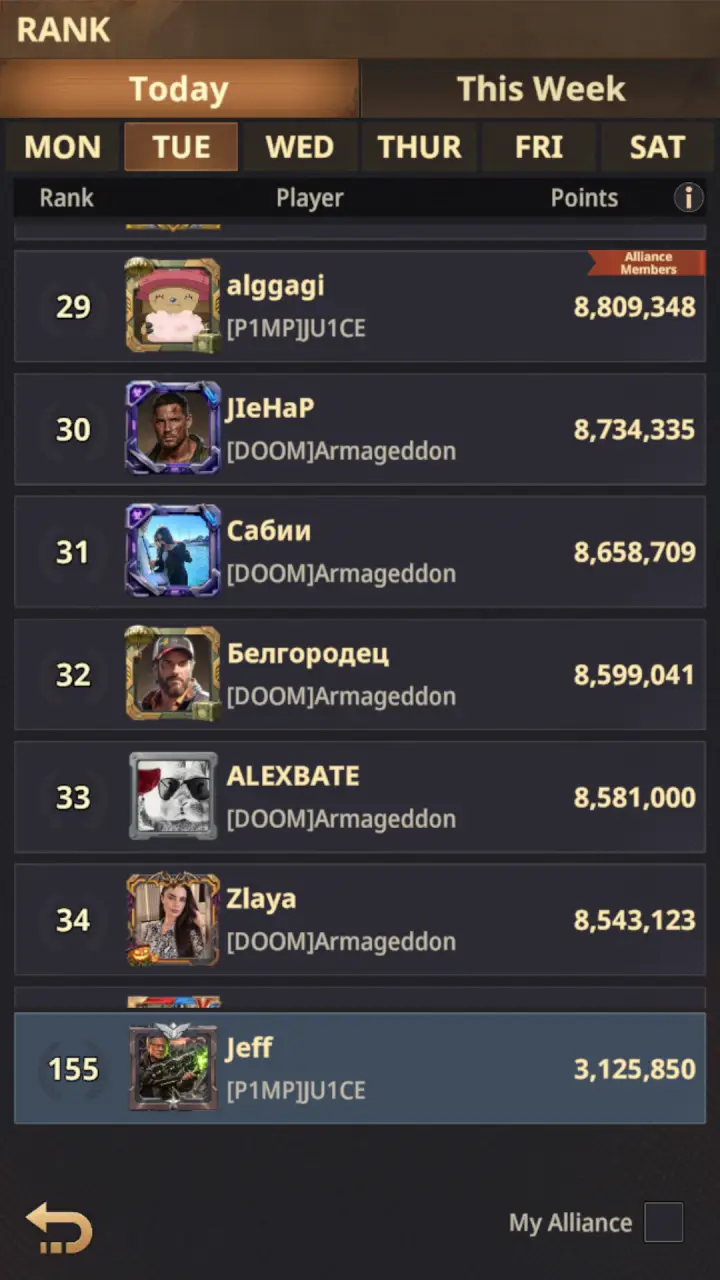 RANK
Today
This Week
MON TUE WED THUR FRI SAT
Rank Player Points i
Alliance
Members
29 alggagi 8,809,348
[P1MP]JU1CE
30 JIeHaP 8,734,335
[DOOM]Armageddon
31 Сабии 8,658,709
[DOOM]Armageddon
32 Белгородец 8,599,041
[DOOM]Armageddon
33 ALEXBATE 8,581,000
[DOOM]Armageddon
34 Zlaya 8,543,123
[DOOM]Armageddon
155 Jeff 3,125,850
[P1MP]JU1CE
My Alliance